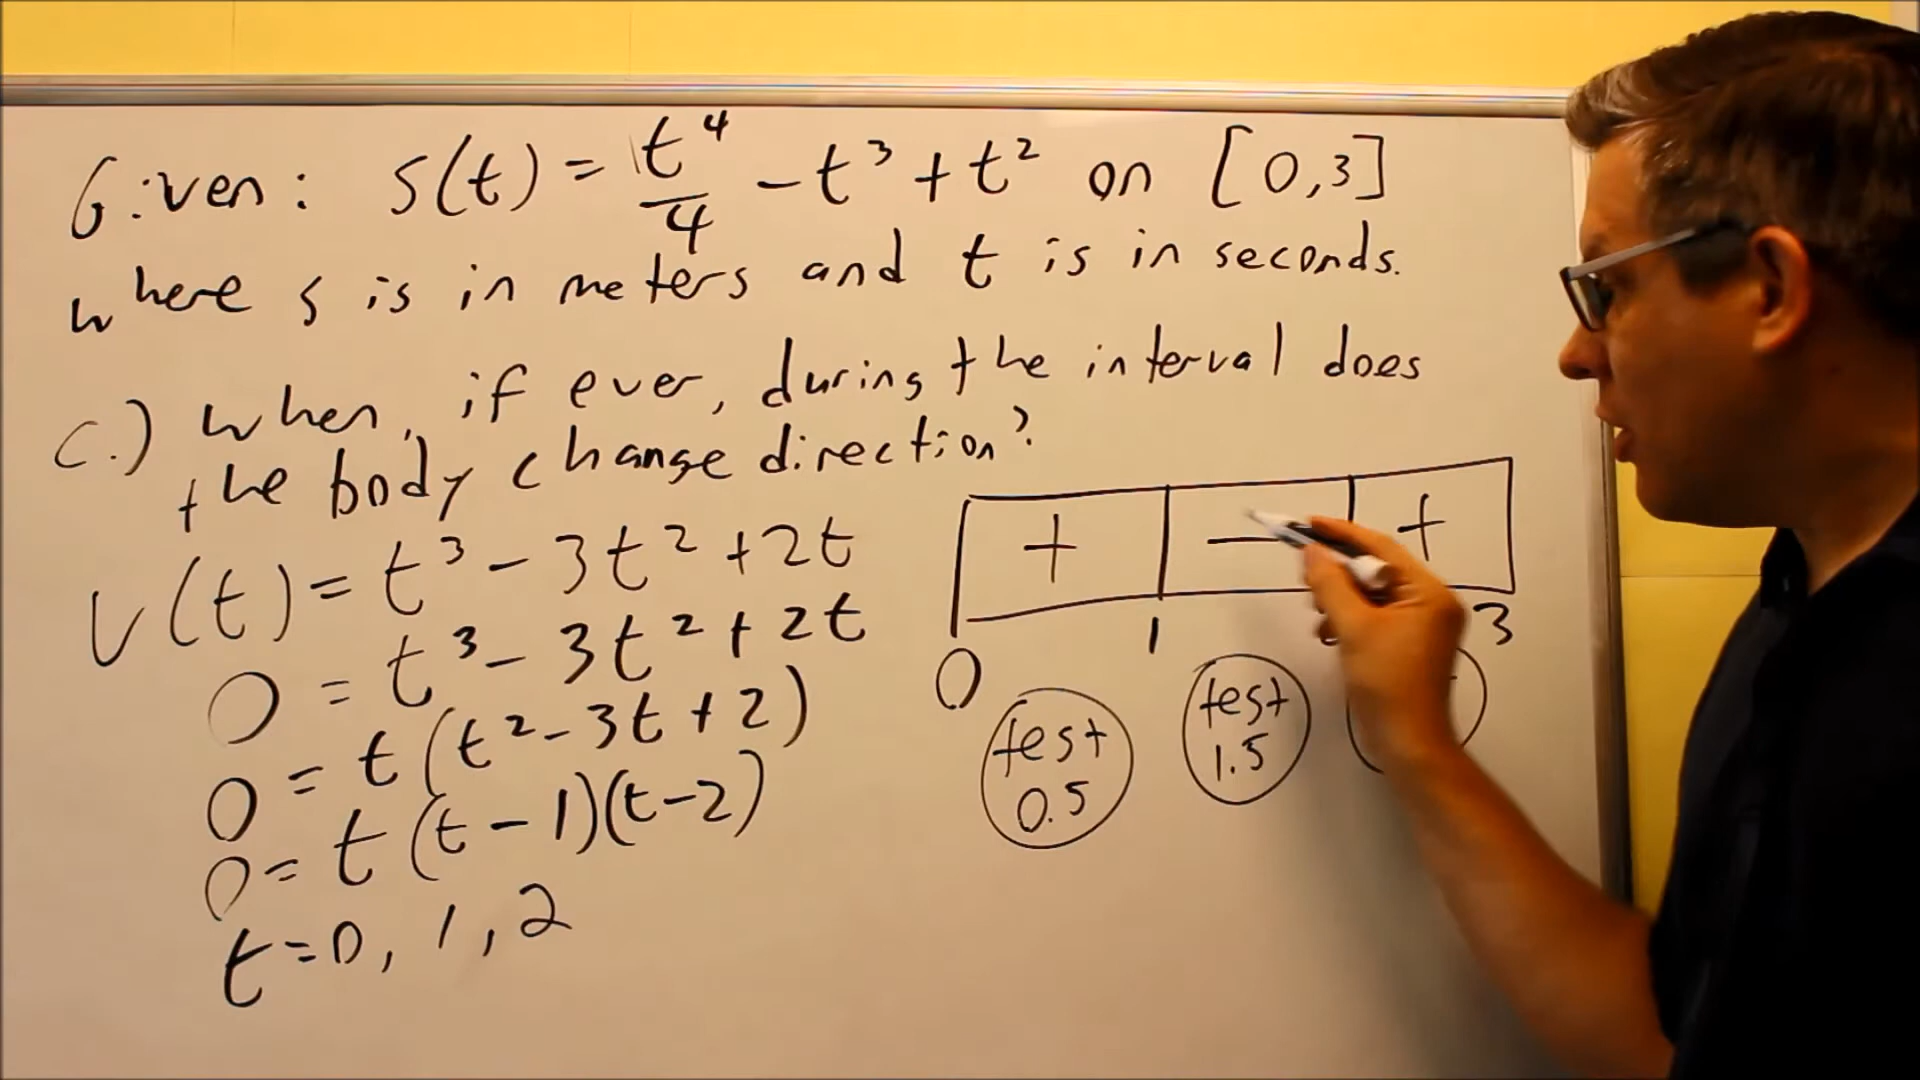 Given: s(t) = t⁴/4 - t³ + t² on [0,3]
where s is in meters and t is in seconds.
c.) when, if ever, during the interval does
the body change direction?
v(t) = t³ - 3t² + 2t
0 = t³ - 3t² + 2t
0 = t(t² - 3t + 2)
0 = t(t - 1)(t - 2)
t = 0, 1, 2
+ - +
0 1 3
test 0.5
test 1.5